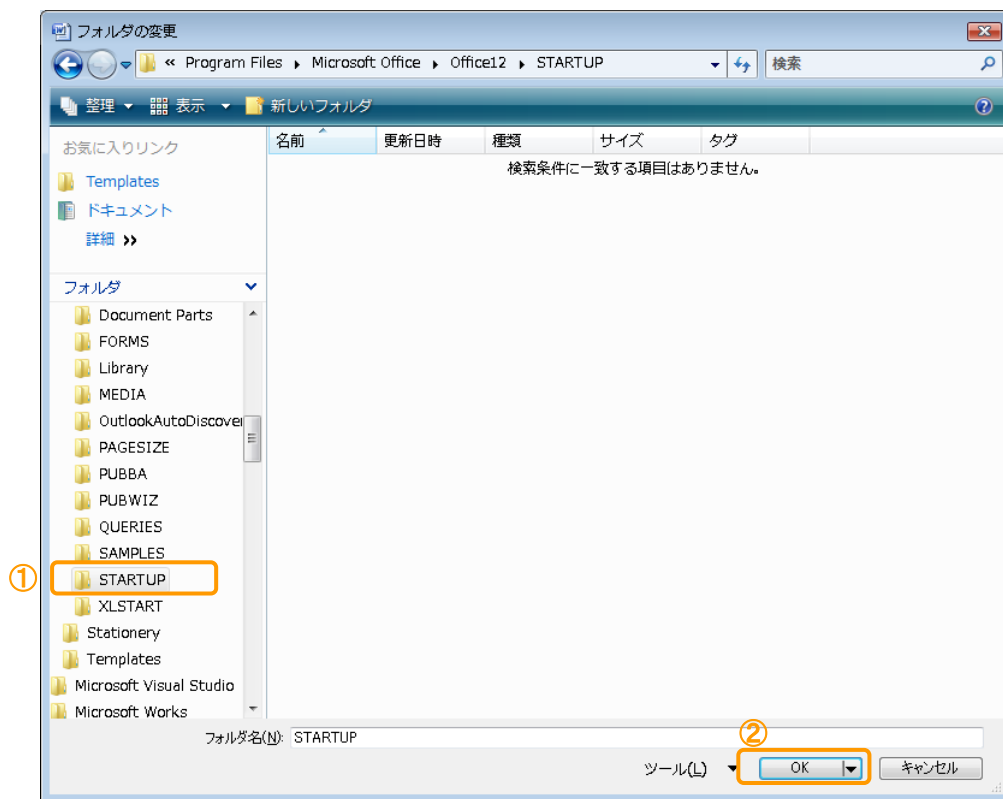 フォルダの変更
« Program Files ▸ Microsoft Office ▸ Office12 ▸ STARTUP 検索
整理 表示 新しいフォルダ
お気に入りリンク
Templates
ドキュメント
詳細 »
名前 更新日時 種類 サイズ タグ
検索条件に一致する項目はありません。
フォルダ
Document Parts
FORMS
Library
MEDIA
OutlookAutoDiscover
PAGESIZE
PUBBA
PUBWIZ
QUERIES
SAMPLES
① STARTUP
XLSTART
Stationery
Templates
Microsoft Visual Studio
Microsoft Works
フォルダ名(N): STARTUP
②
ツール(L) OK キャンセル